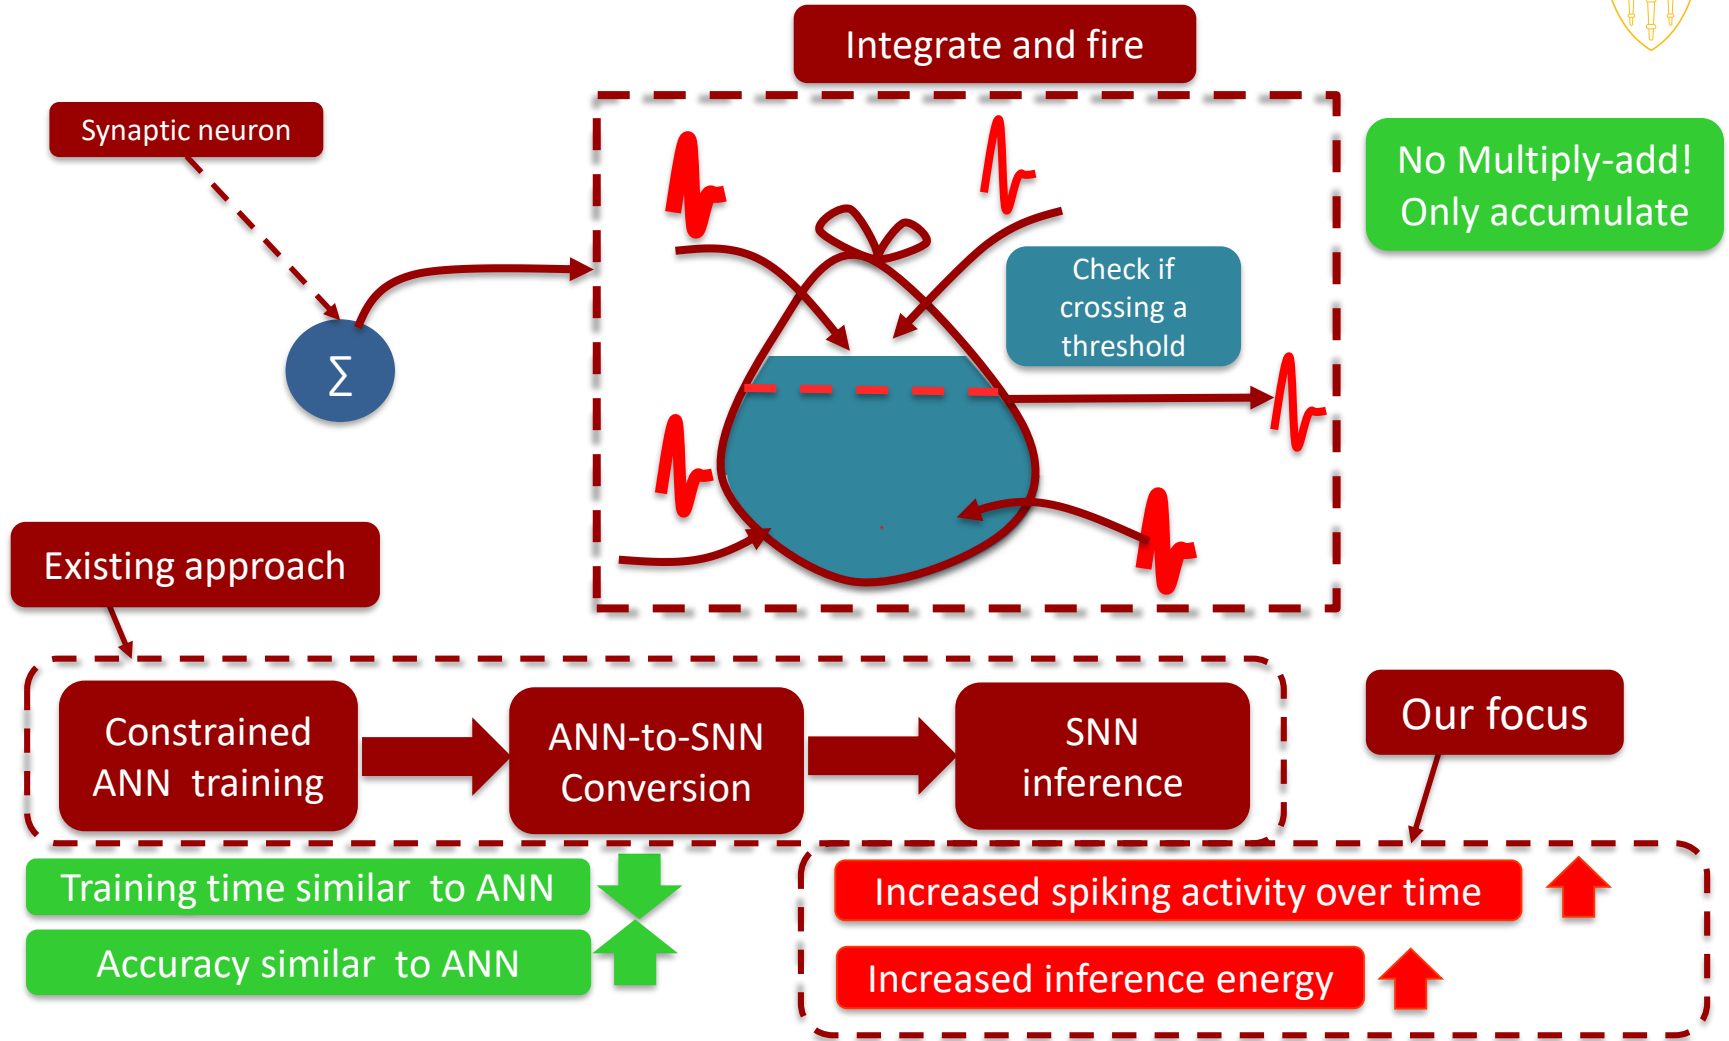 Integrate and fire
Synaptic neuron
No Multiply-add!
Only accumulate
Check if
crossing a
threshold
∑
Existing approach
Constrained
ANN training
ANN-to-SNN
Conversion
SNN
inference
Our focus
Training time similar to ANN
Accuracy similar to ANN
Increased spiking activity over time
Increased inference energy